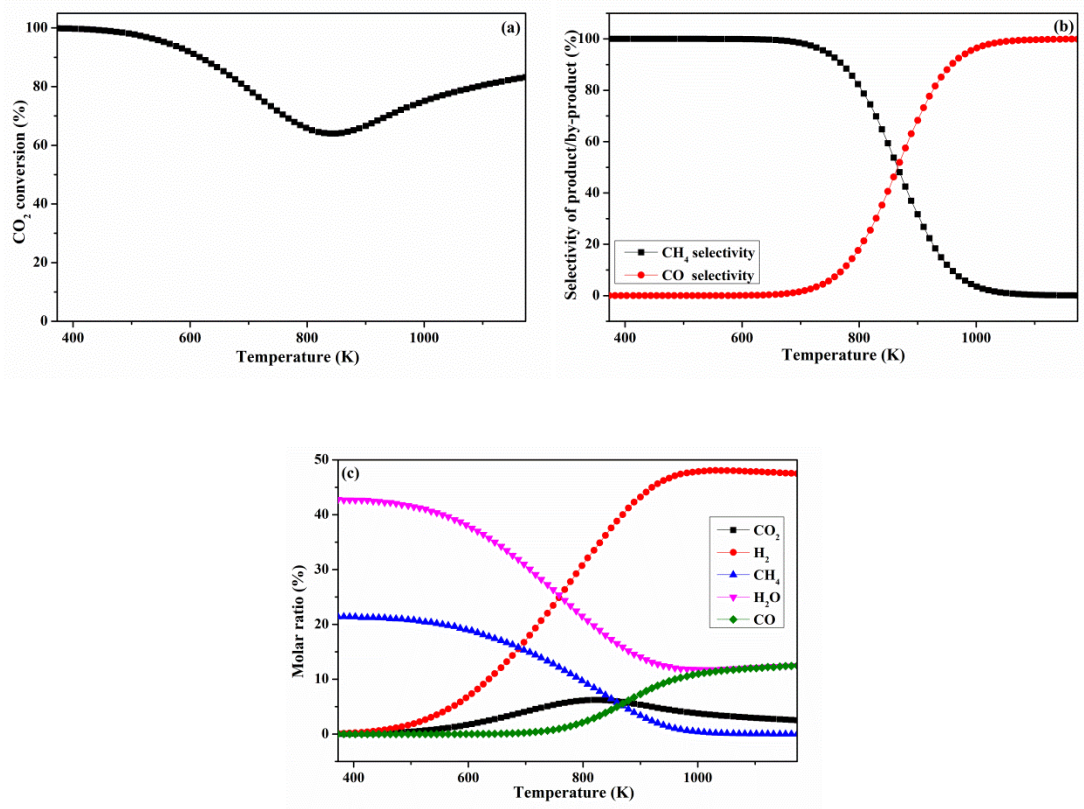 (a)
100
80
60
40
20
0
CO2 conversion (%)
400 600 800 1000
Temperature (K)
(b)
100
80
60
40
20
0
Selectivity of product/by-product (%)
CH4 selectivity
CO selectivity
400 600 800 1000
Temperature (K)
(c)
50
40
30
20
10
0
Molar ratio (%)
CO2
H2
CH4
H2O
CO
400 600 800 1000
Temperature (K)